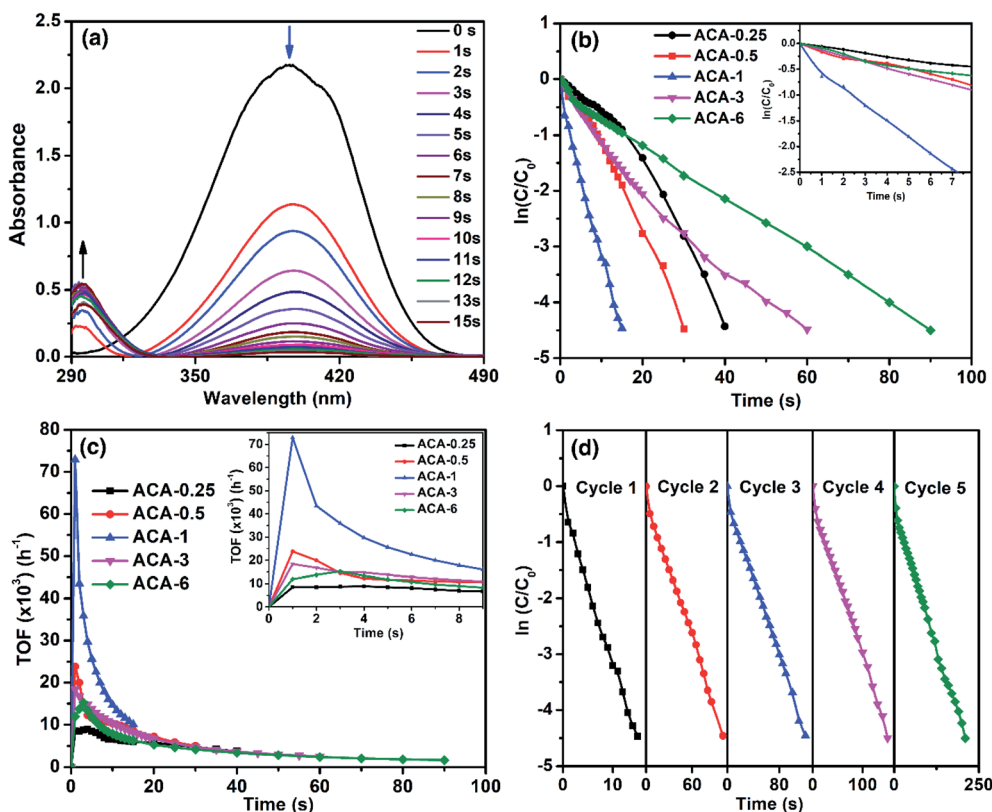 (a)
0 s
1s
2s
3s
4s
5s
6s
7s
8s
9s
10s
11s
12s
13s
15s
Absorbance
2.5
2.0
1.5
1.0
0.5
0.0
290 350 420 490
Wavelength (nm)
(b)
ACA-0.25
ACA-0.5
ACA-1
ACA-3
ACA-6
ln(C/C0)
1
0
-1
-2
-3
-4
-5
0 20 40 60 80 100
Time (s)
ln(C/C0)
0.0
-0.5
-1.0
-1.5
-2.0
-2.5
0 1 2 3 4 5 6 7
Time (s)
(c)
ACA-0.25
ACA-0.5
ACA-1
ACA-3
ACA-6
TOF (x10³) (h⁻¹)
80
70
60
50
40
30
20
10
0
0 20 40 60 80 100
Time (s)
TOF (x10³) (h⁻¹)
70
60
50
40
30
20
10
0
0 2 4 6 8
Time (s)
ACA-0.25
ACA-0.5
ACA-1
ACA-3
ACA-6
(d)
Cycle 1 Cycle 2 Cycle 3 Cycle 4 Cycle 5
ln (C/C0)
1
0
-1
-2
-3
-4
-5
0 10 0 60 0 80 0 100 0 250
Time (s)